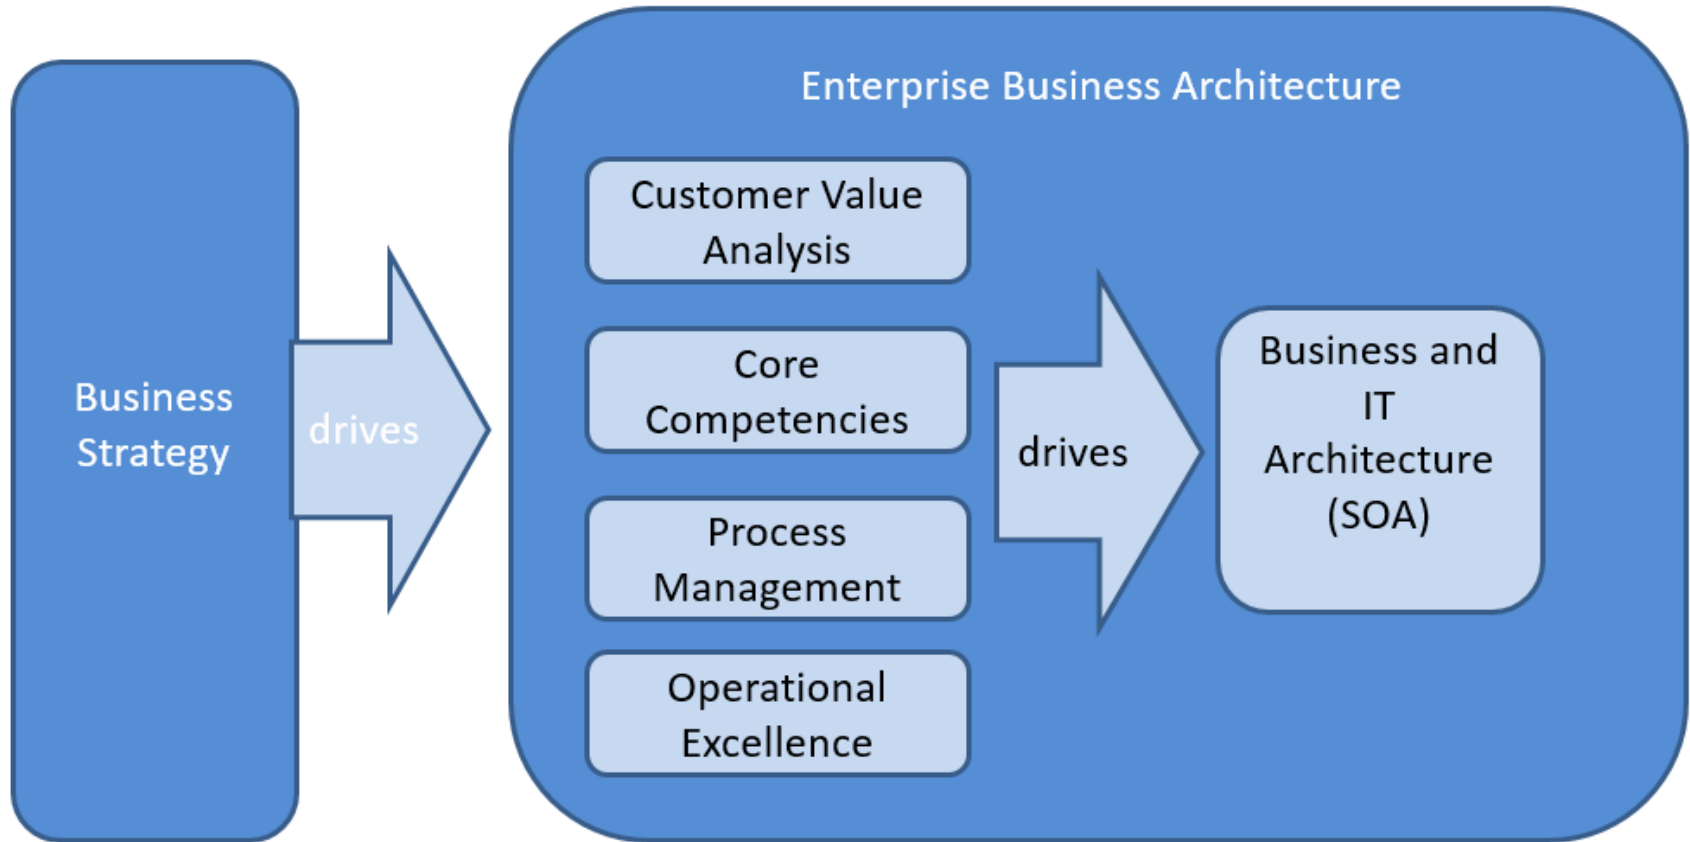 Business
Strategy
drives
Enterprise Business Architecture
Customer Value
Analysis
Core
Competencies
Process
Management
Operational
Excellence
drives
Business and
IT
Architecture
(SOA)